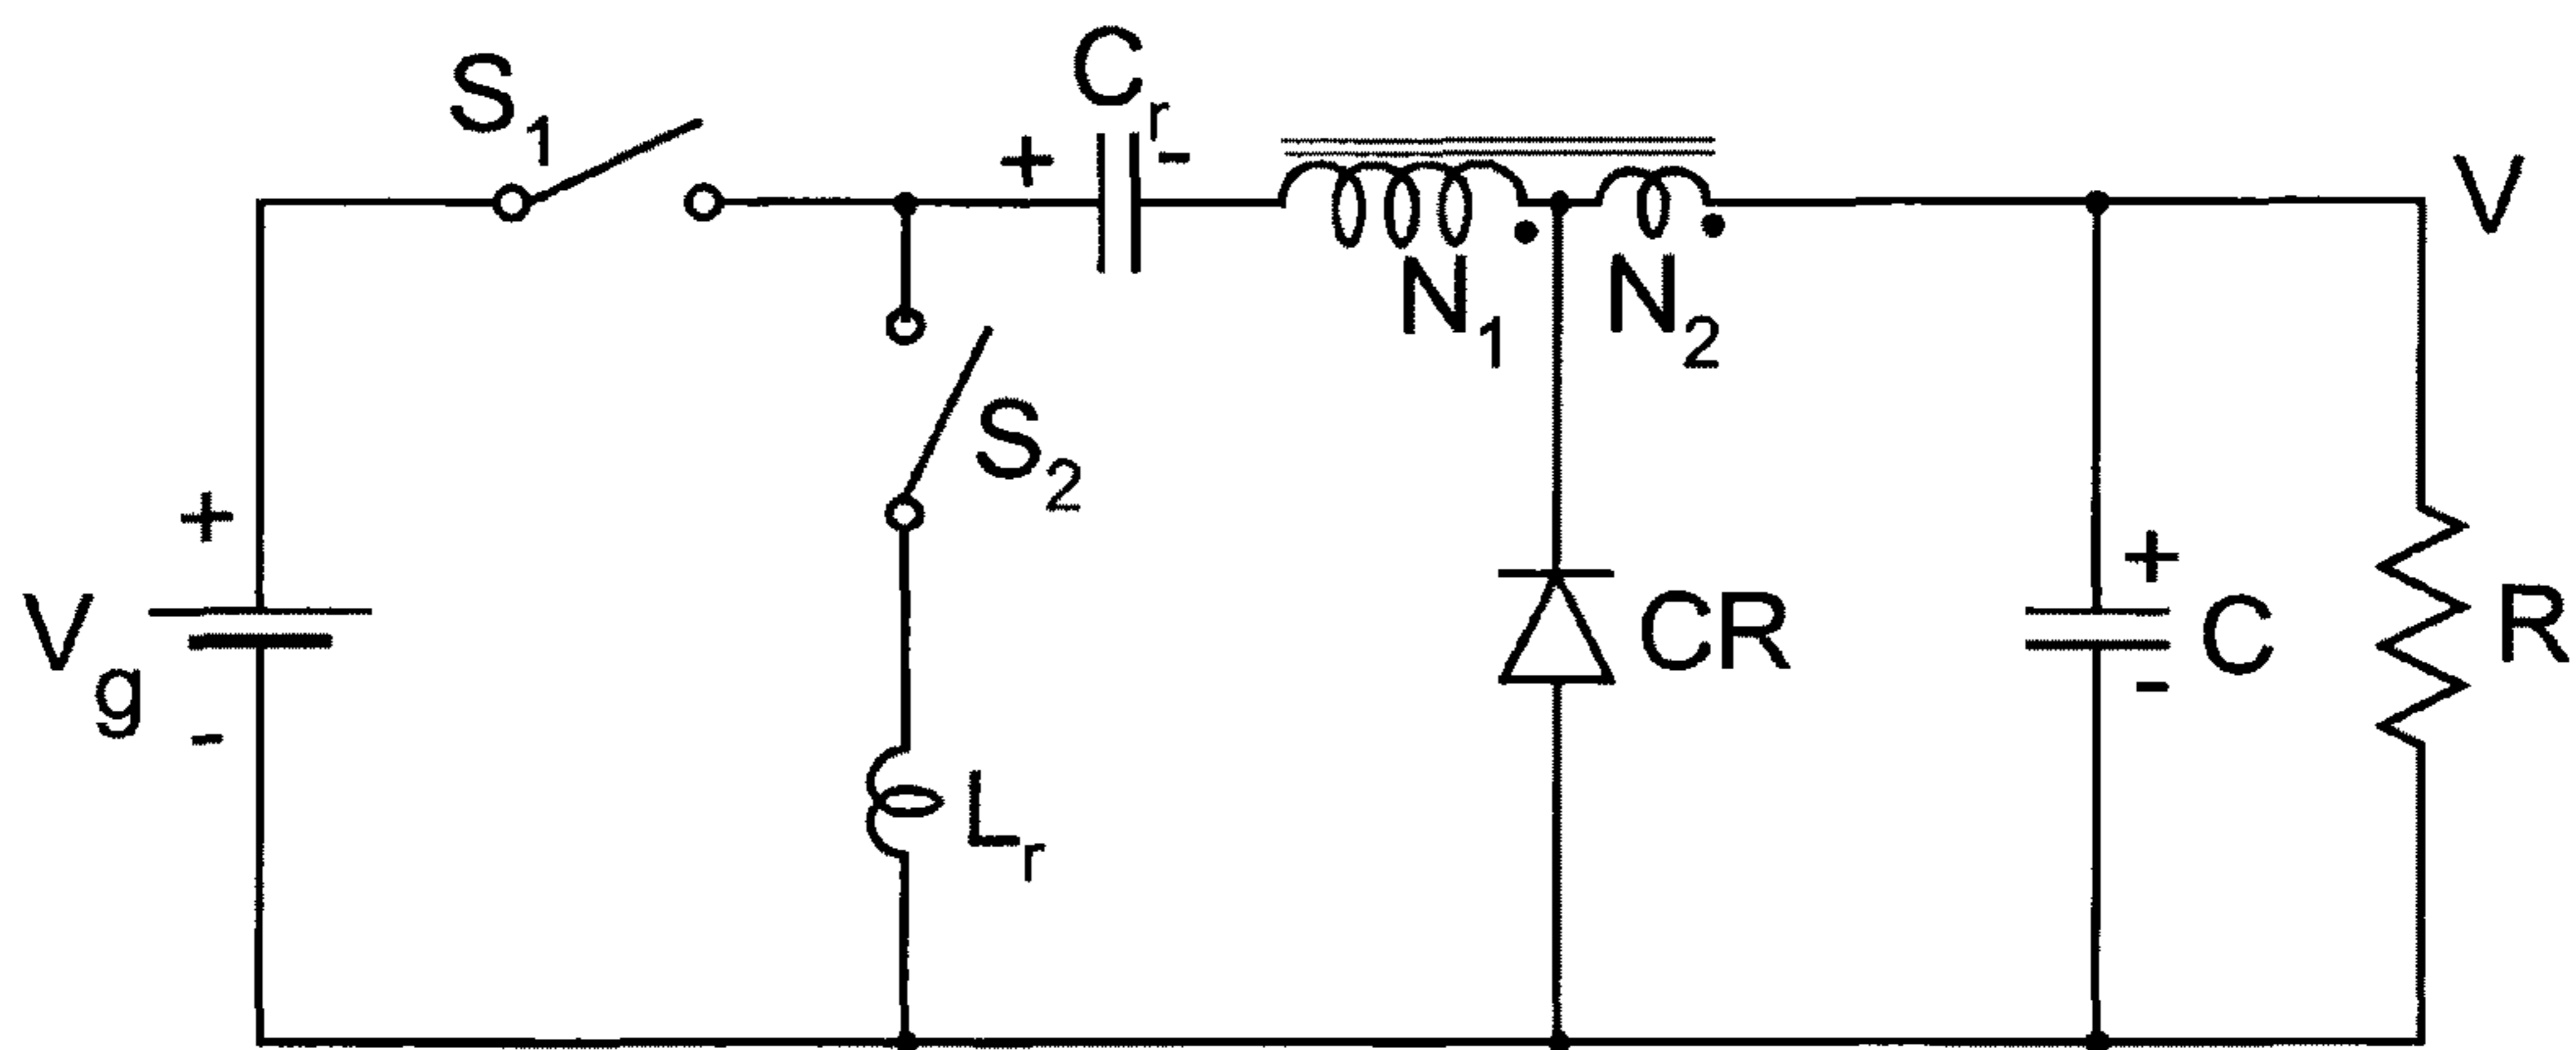 S1
Cr
+ -
V
N1 N2
S2
+
Vg
-
CR
+
C
-
R
Lr